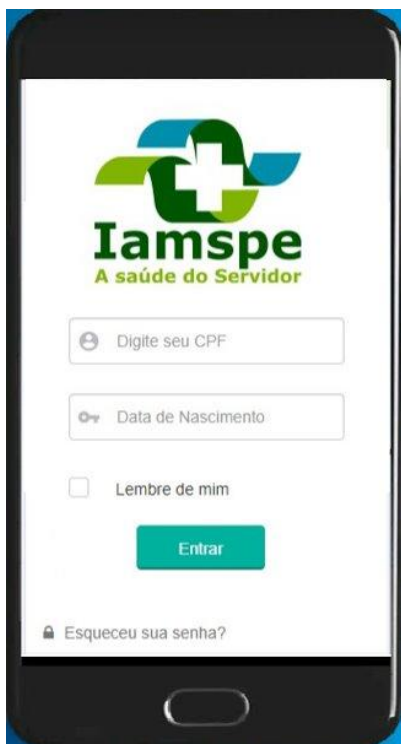 Iamspe
A saúde do Servidor
Digite seu CPF
Data de Nascimento
Lembre de mim
Entrar
Esqueceu sua senha?